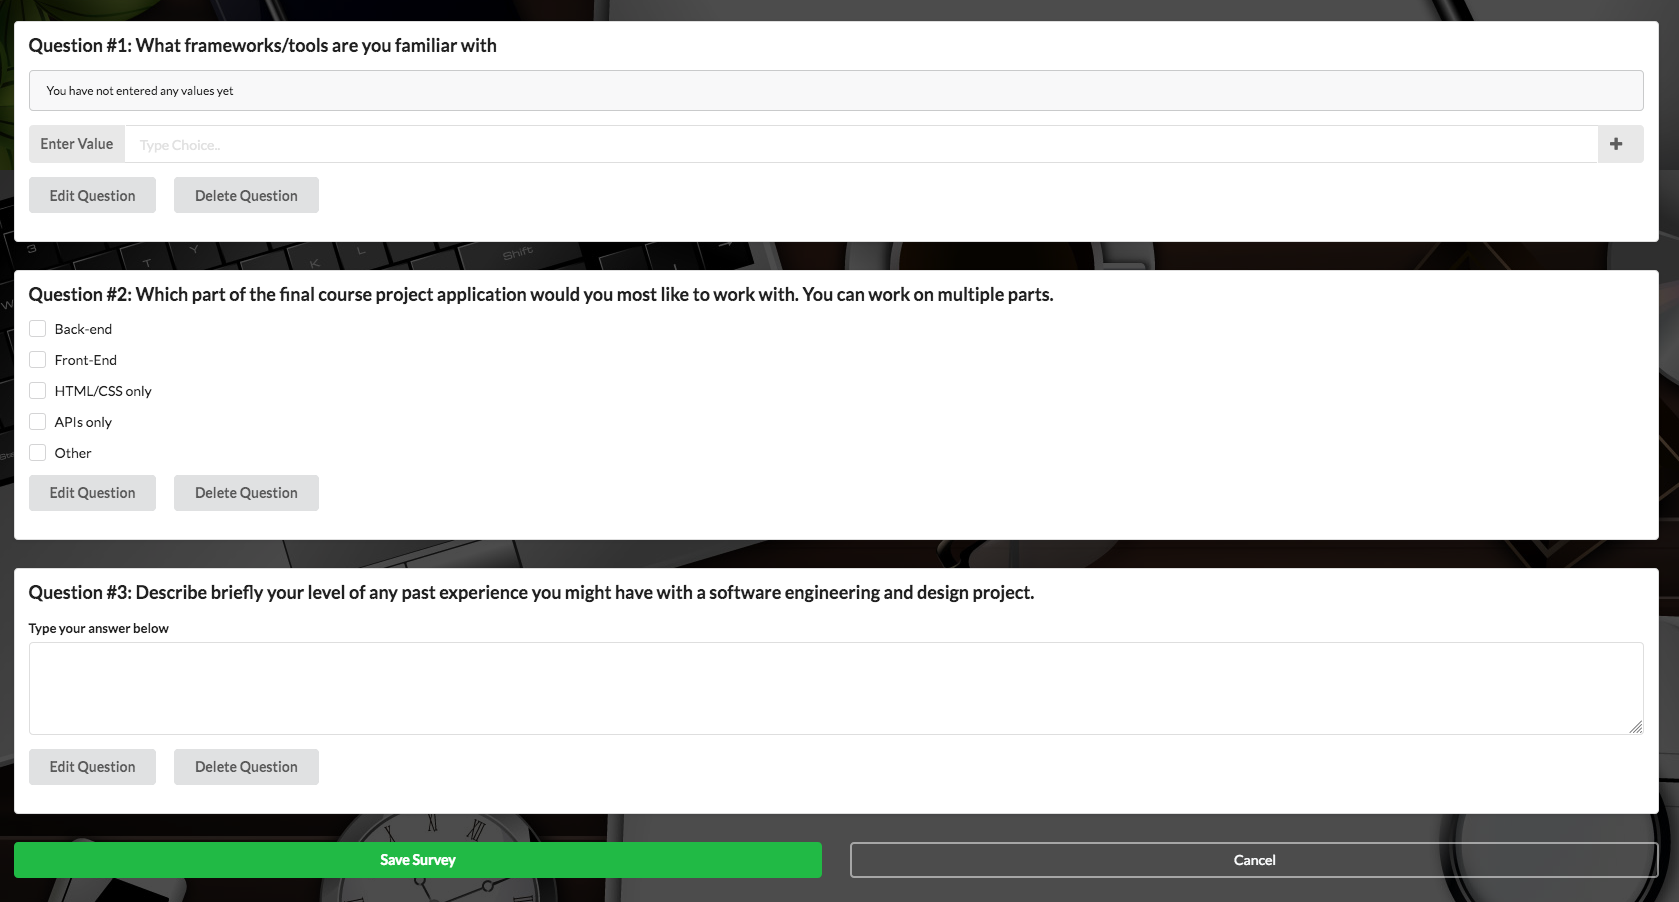 Question #1: What frameworks/tools are you familiar with
You have not entered any values yet
Enter Value Type Choice..
Edit Question Delete Question
3 T Y K L Shift
Question #2: Which part of the final course project application would you most like to work with. You can work on multiple parts.
Back-end
Front-End
HTML/CSS only
APIs only
Other
Edit Question Delete Question
Question #3: Describe briefly your level of any past experience you might have with a software engineering and design project.
Type your answer below
Edit Question Delete Question
X XI XII
Save Survey Cancel